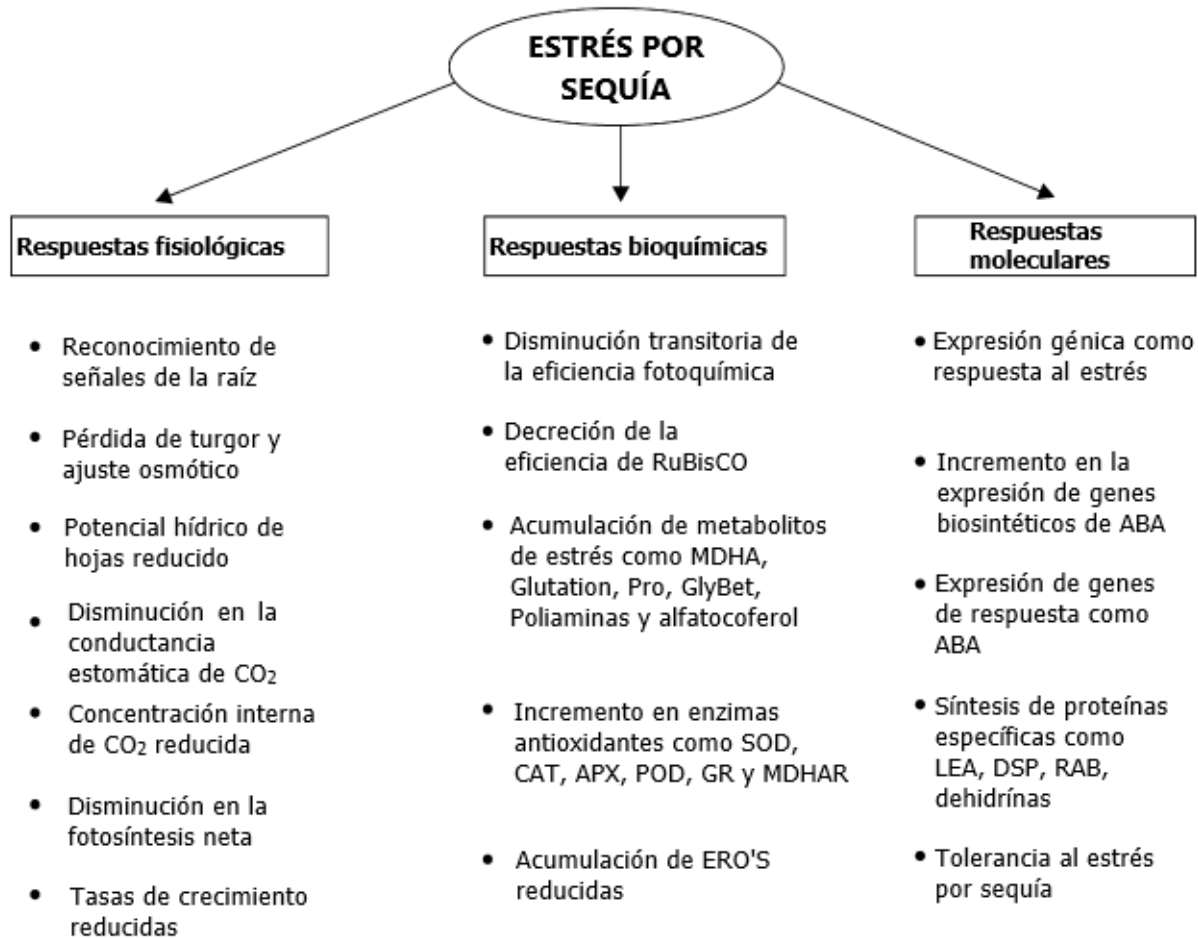 ESTRÉS POR
SEQUÍA
Respuestas fisiológicas
Reconocimiento de
señales de la raíz
Pérdida de turgor y
ajuste osmótico
Potencial hídrico de
hojas reducido
Disminución en la
conductancia
estomática de CO2
Concentración interna
de CO2 reducida
Disminución en la
fotosíntesis neta
Tasas de crecimiento
reducidas
Respuestas bioquímicas
Disminución transitoria de
la eficiencia fotoquímica
Decreción de la
eficiencia de RuBisCO
Acumulación de metabolitos
de estrés como MDHA,
Glutation, Pro, GlyBet,
Poliaminas y alfatocoferol
Incremento en enzimas
antioxidantes como SOD,
CAT, APX, POD, GR y MDHAR
Acumulación de ERO'S
reducidas
Respuestas
moleculares
Expresión génica como
respuesta al estrés
Incremento en la
expresión de genes
biosintéticos de ABA
Expresión de genes
de respuesta como
ABA
Síntesis de proteínas
específicas como
LEA, DSP, RAB,
dehidrínas
Tolerancia al estrés
por sequía